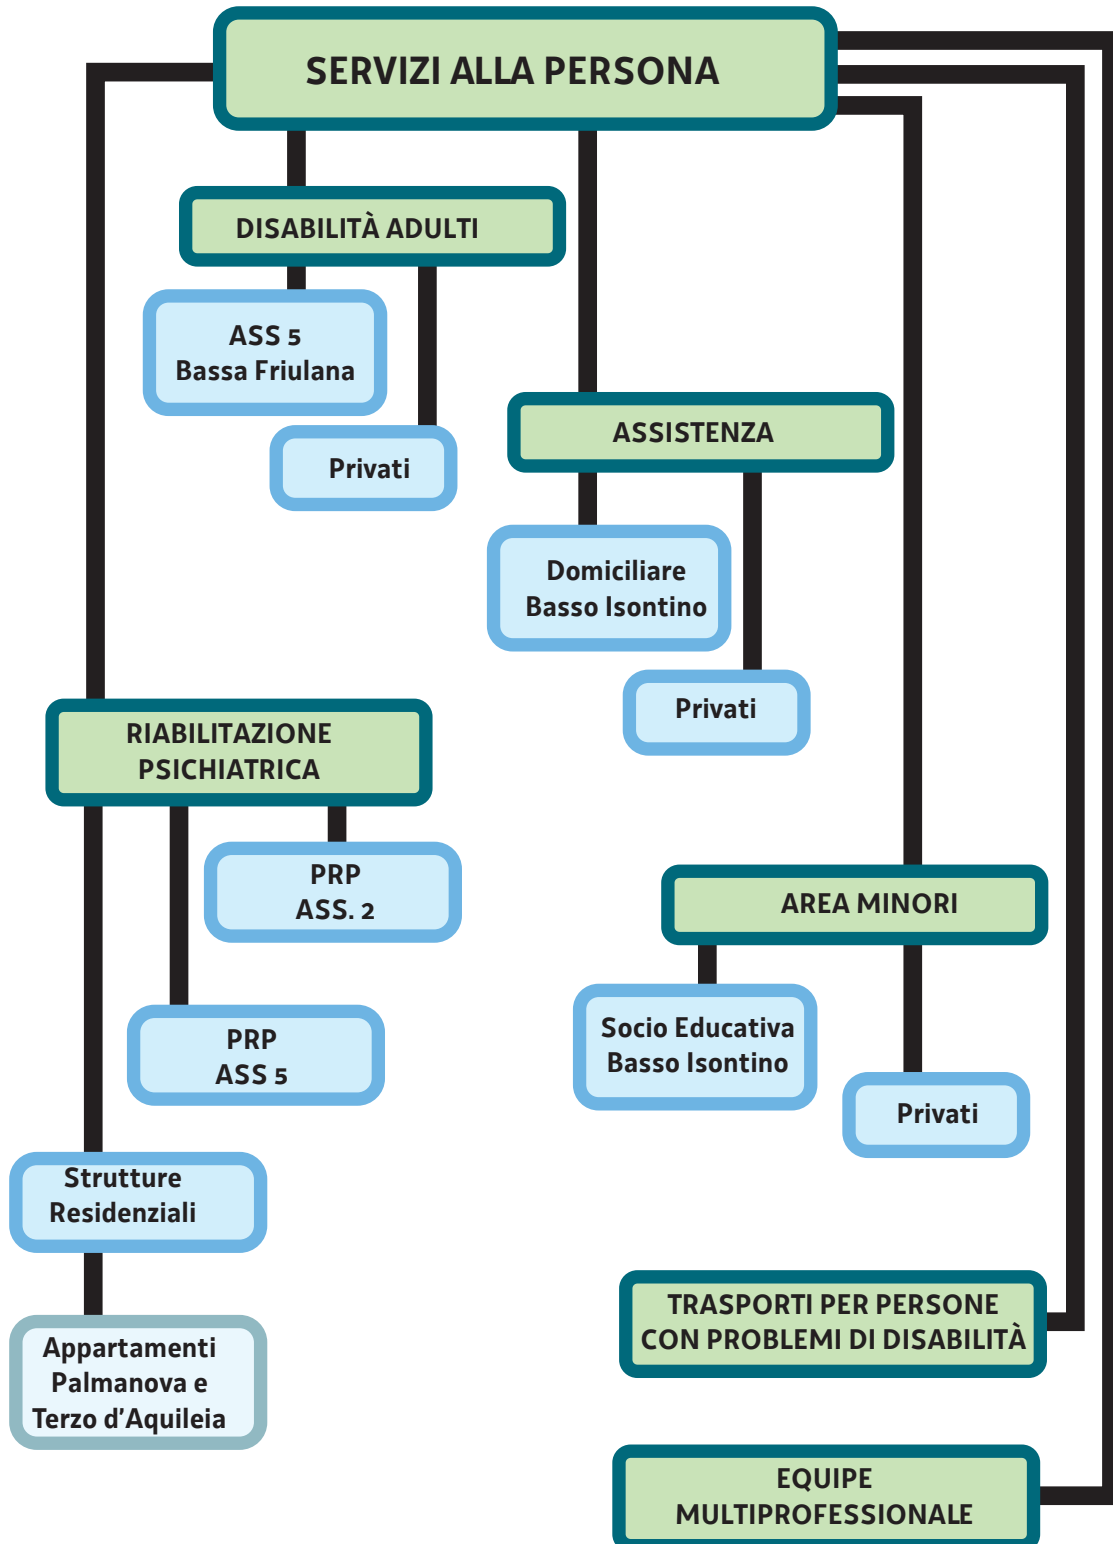 SERVIZI ALLA PERSONA
DISABILITÀ ADULTI
ASS 5
Bassa Friulana
Privati
ASSISTENZA
Domiciliare
Basso Isontino
Privati
RIABILITAZIONE
PSICHIATRICA
PRP
ASS. 2
PRP
ASS 5
Strutture
Residenziali
Appartamenti
Palmanova e
Terzo d’Aquileia
AREA MINORI
Socio Educativa
Basso Isontino
Privati
TRASPORTI PER PERSONE
CON PROBLEMI DI DISABILITÀ
EQUIPE
MULTIPROFESSIONALE